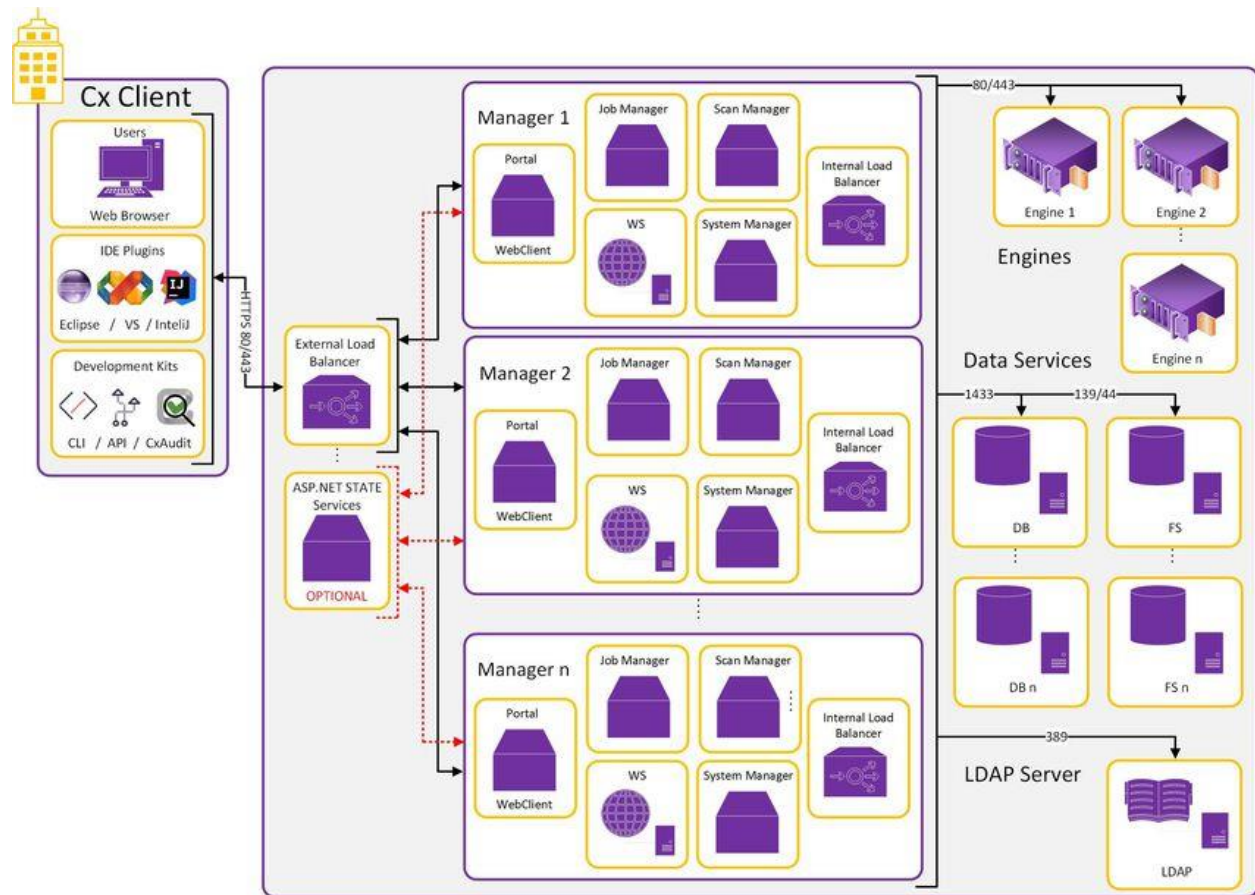 Cx Client
Users
Web Browser
IDE Plugins
IJ
Eclipse / VS / InteliJ
Development Kits
CLI / API / CxAudit
HTTPS 80/443
External Load
Balancer
ASP.NET STATE
Services
OPTIONAL
Manager 1
Portal
WebClient
Job Manager
Scan Manager
WS
System Manager
Internal Load
Balancer
Manager 2
Portal
WebClient
Job Manager
Scan Manager
WS
System Manager
Internal Load
Balancer
Manager n
Portal
WebClient
Job Manager
Scan Manager
WS
System Manager
Internal Load
Balancer
80/443
Engine 1
Engine 2
Engines
Engine n
Data Services
1433
139/44
DB
FS
DB n
FS n
389
LDAP Server
LDAP